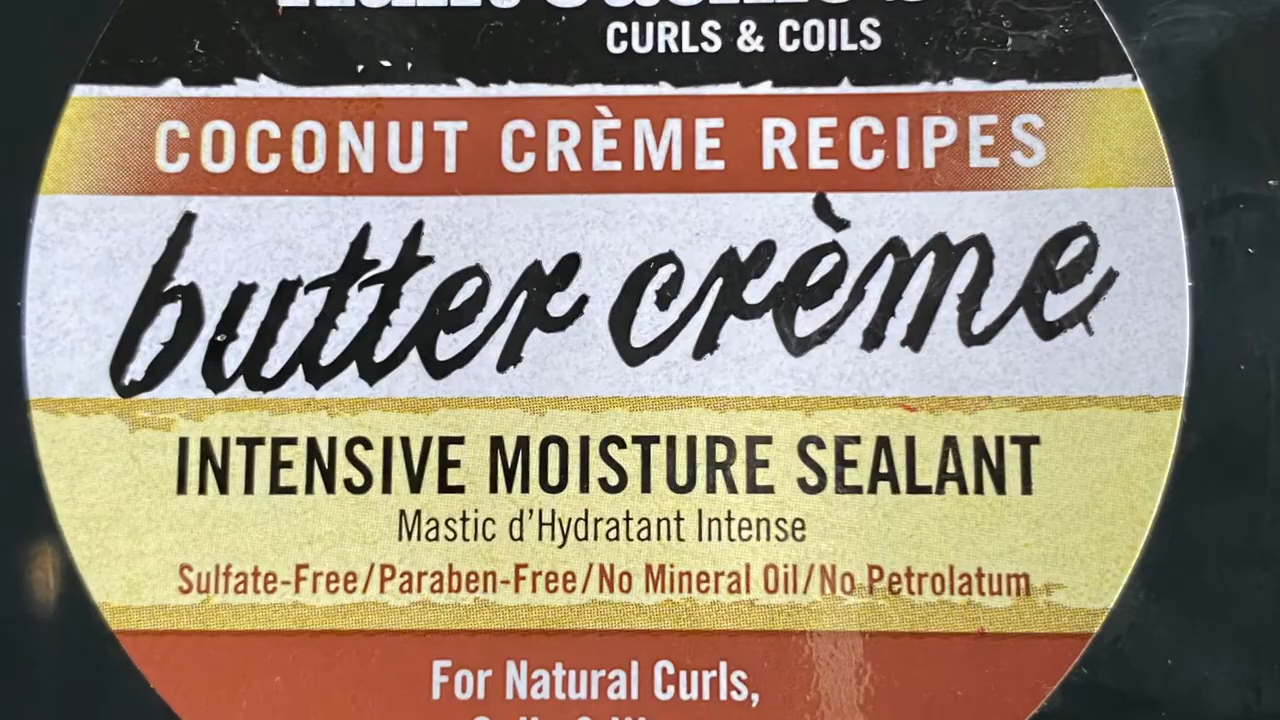 CURLS & COILS
COCONUT CRÈME RECIPES
butter crème
INTENSIVE MOISTURE SEALANT
Mastic d'Hydratant Intense
Sulfate-Free/Paraben-Free/No Mineral Oil/No Petrolatum
For Natural Curls,